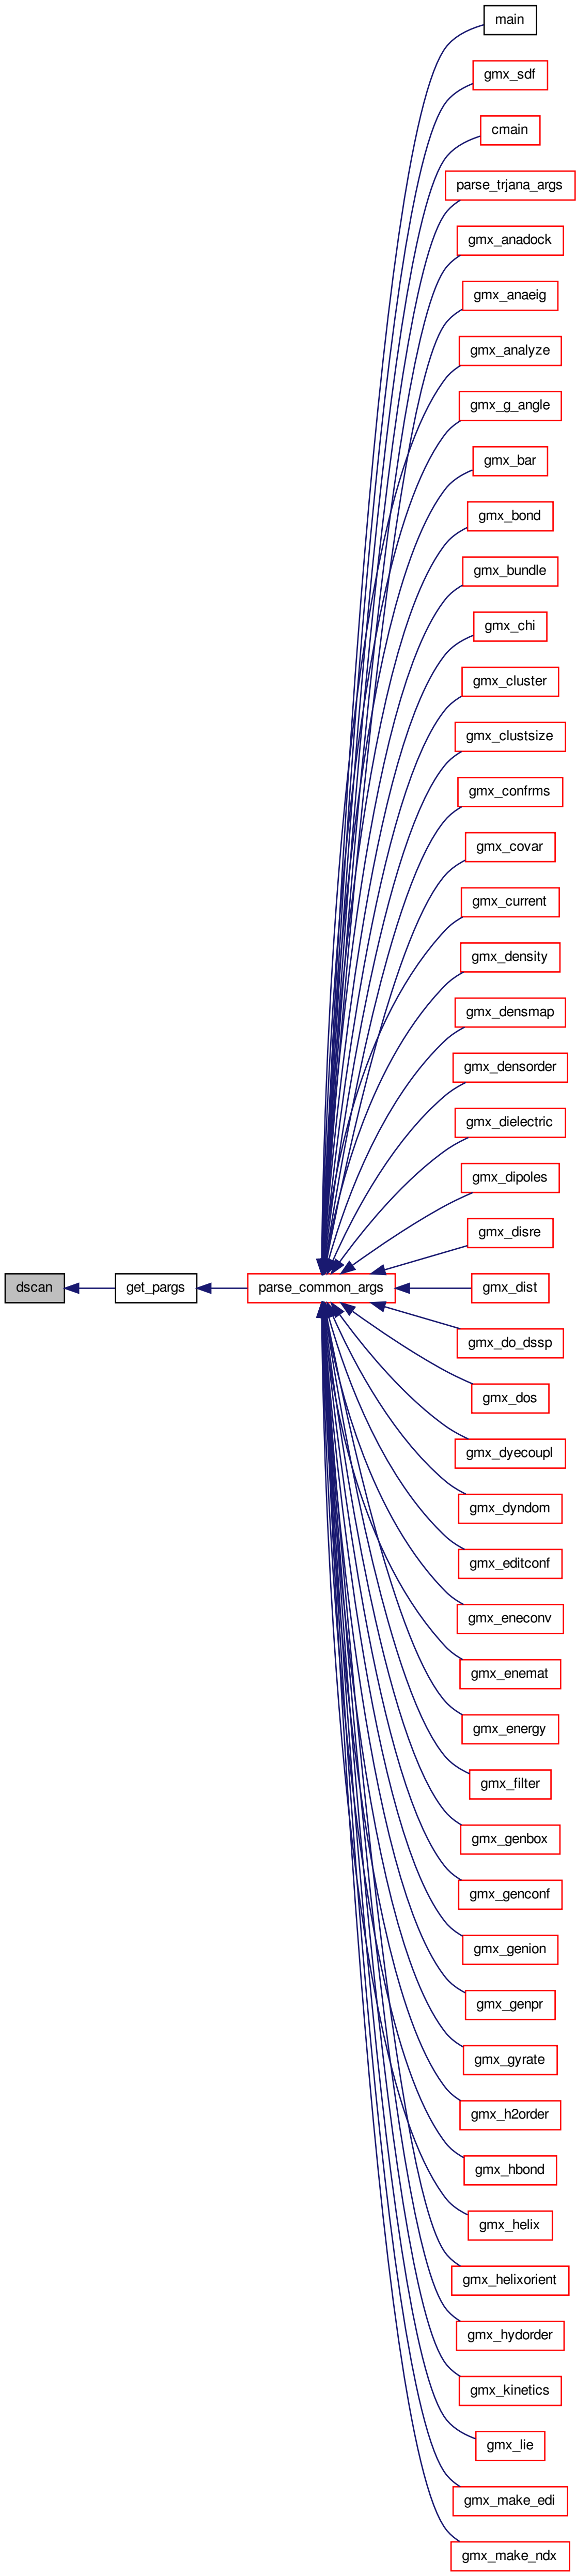 main
gmx_sdf
cmain
parse_trjana_args
gmx_anadock
gmx_anaeig
gmx_analyze
gmx_g_angle
gmx_bar
gmx_bond
gmx_bundle
gmx_chi
gmx_cluster
gmx_clustsize
gmx_confrms
gmx_covar
gmx_current
gmx_density
gmx_densmap
gmx_densorder
gmx_dielectric
gmx_dipoles
gmx_disre
dscan get_pargs parse_common_args gmx_dist
gmx_do_dssp
gmx_dos
gmx_dyecoupl
gmx_dyndom
gmx_editconf
gmx_eneconv
gmx_enemat
gmx_energy
gmx_filter
gmx_genbox
gmx_genconf
gmx_genion
gmx_genpr
gmx_gyrate
gmx_h2order
gmx_hbond
gmx_helix
gmx_helixorient
gmx_hydorder
gmx_kinetics
gmx_lie
gmx_make_edi
gmx_make_ndx